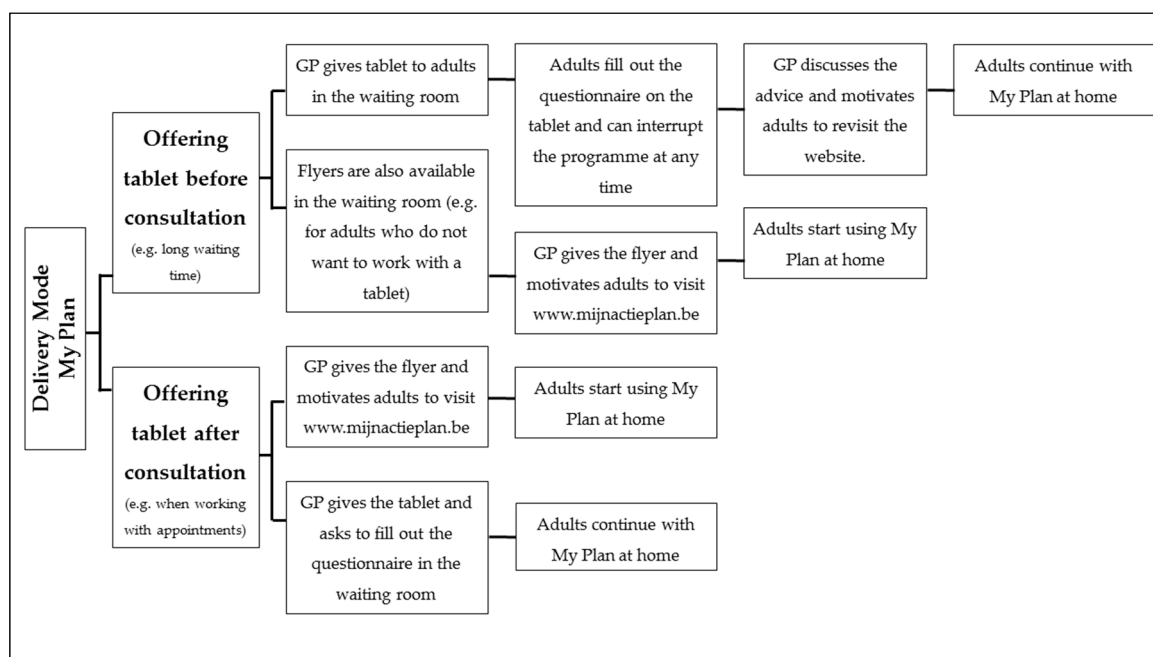 Delivery Mode
My Plan
Offering
tablet before
consultation
(e.g. long waiting
time)
GP gives tablet to adults
in the waiting room
Adults fill out the
questionnaire on the
tablet and can interrupt
the programme at any
time
GP discusses the
advice and motivates
adults to revisit the
website.
Adults continue with
My Plan at home
Flyers are also available
in the waiting room (e.g.
for adults who do not
want to work with a
tablet)
GP gives the flyer and
motivates adults to visit
www.mijnactieplan.be
Adults start using My
Plan at home
Offering
tablet after
consultation
(e.g. when working
with appointments)
GP gives the flyer and
motivates adults to visit
www.mijnactieplan.be
Adults start using My
Plan at home
GP gives the tablet and
asks to fill out the
questionnaire in the
waiting room
Adults continue with
My Plan at home